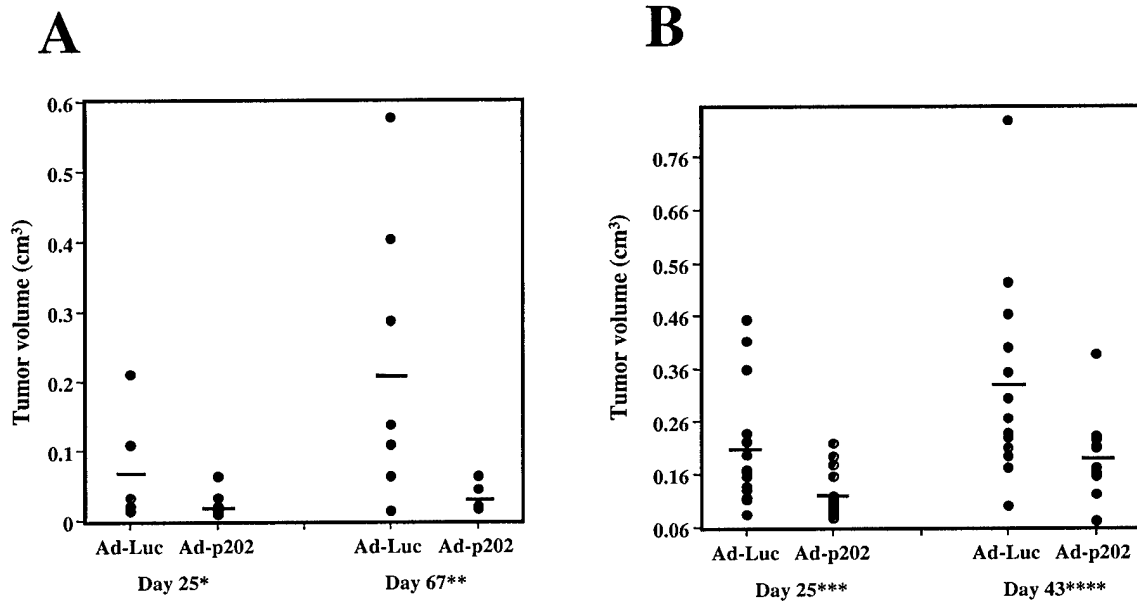 A
Tumor volume (cm³)
0.6
0.5
0.4
0.3
0.2
0.1
0
Ad-Luc Ad-p202 Ad-Luc Ad-p202
Day 25* Day 67**
B
Tumor volume (cm³)
0.76
0.66
0.56
0.46
0.36
0.26
0.16
0.06
Ad-Luc Ad-p202 Ad-Luc Ad-p202
Day 25*** Day 43****